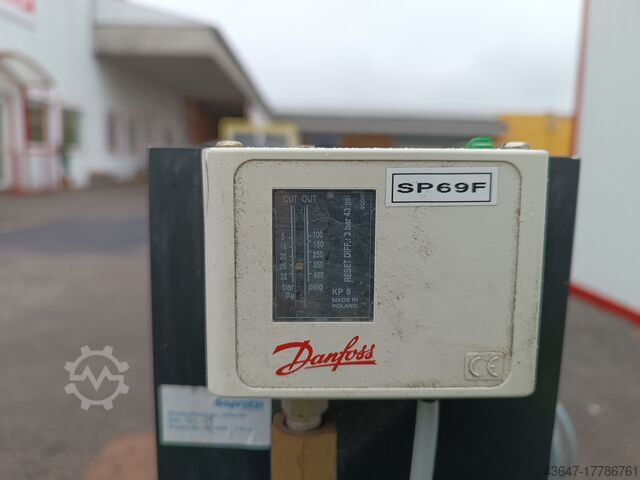 SP69F
CUT OUT
8 100
14 150
20 250
26 350
32 465
bar psig
Pe
RESET DIFF./3 bar 43 psi
KP 5
MADE IN
POLAND
Danfoss
CE
43647-17786761